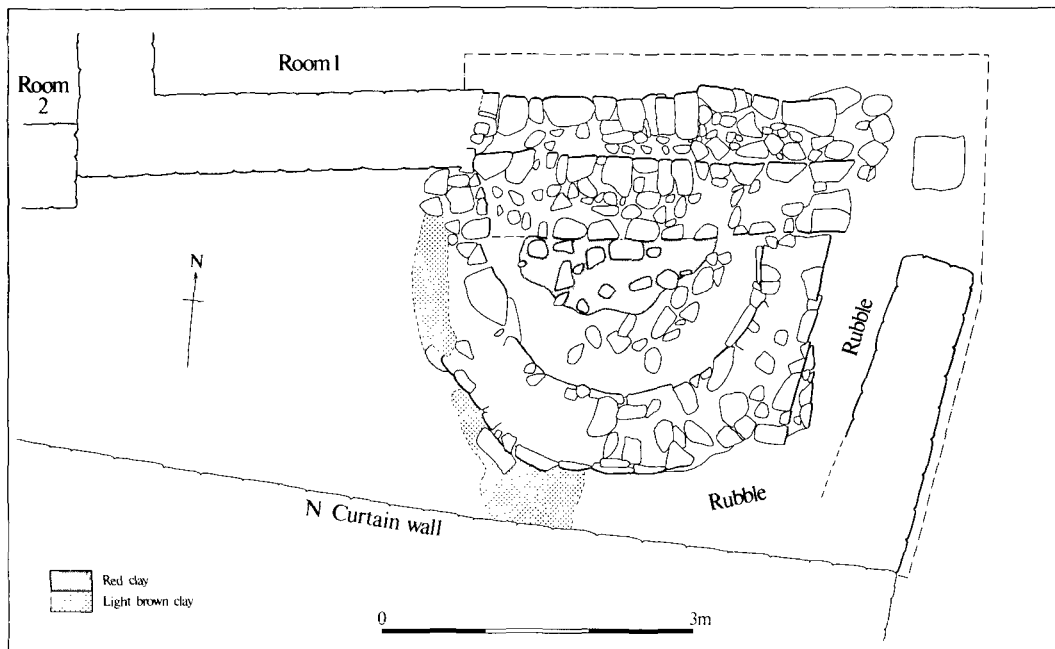 Room 1
Room
2
N
Rubble
Rubble
N Curtain wall
Red clay
Light brown clay
0 3m